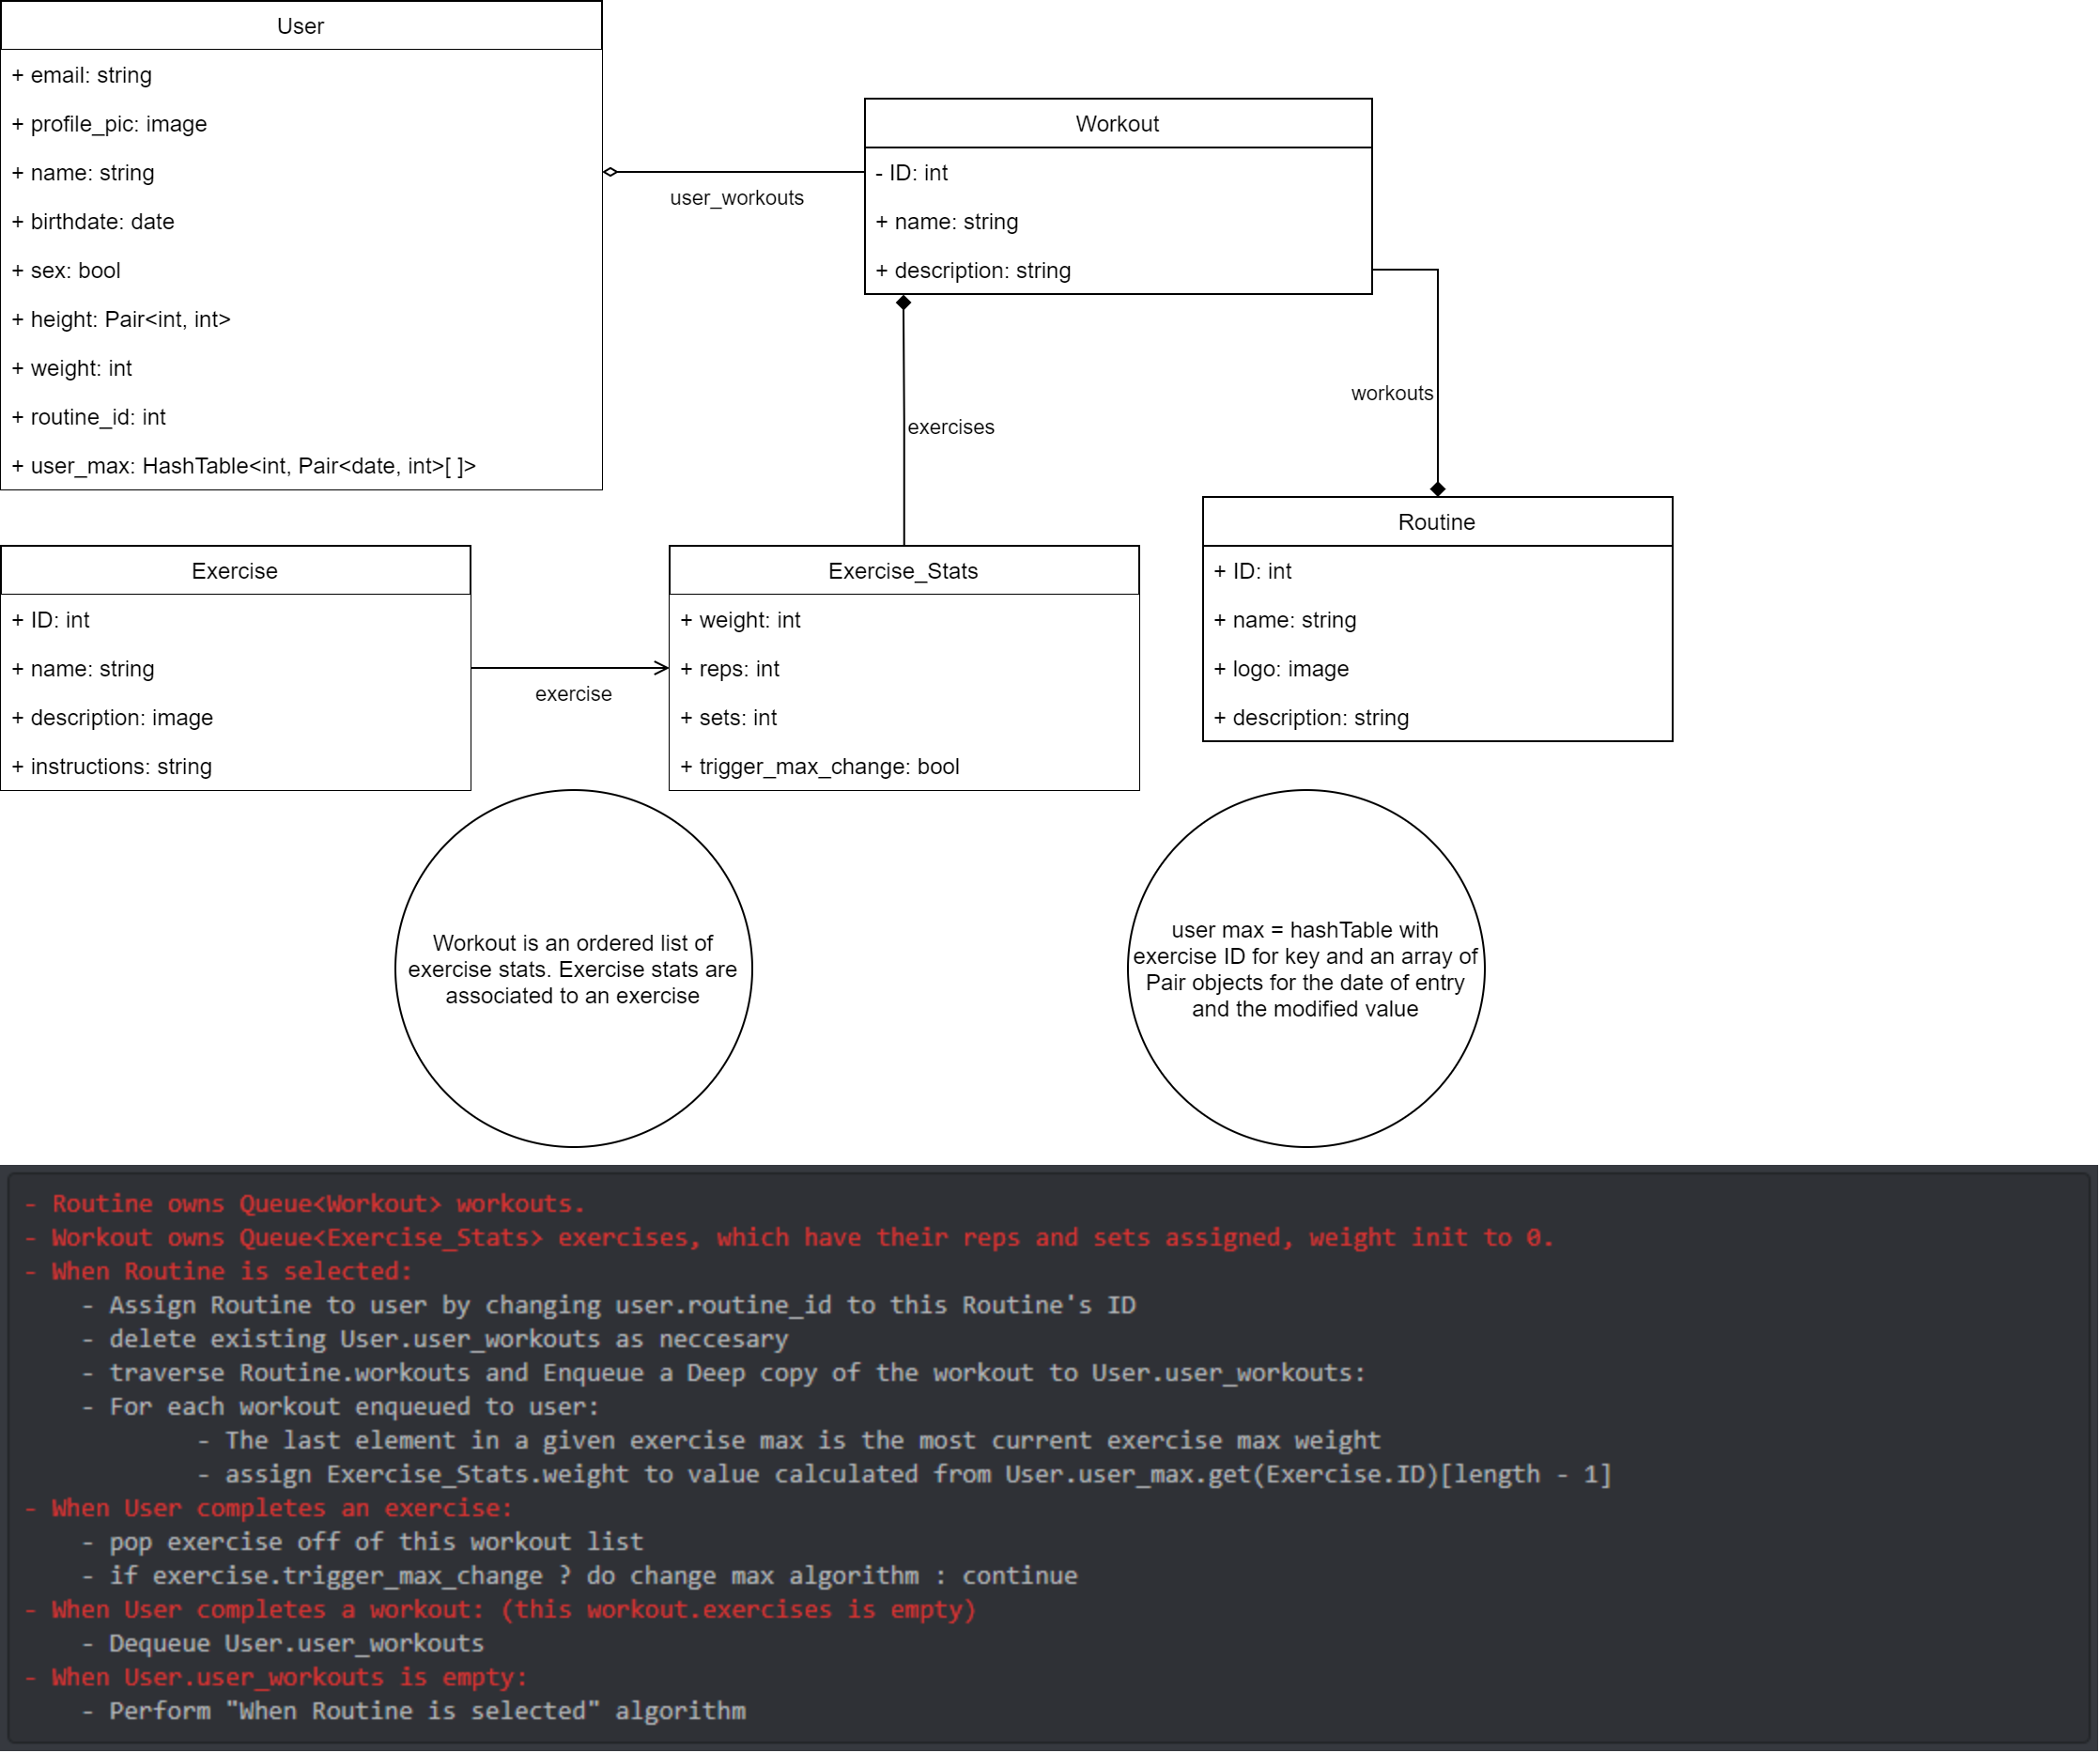 User
+ email: string
+ profile_pic: image
+ name: string
+ birthdate: date
+ sex: bool
+ height: Pair<int, int>
+ weight: int
+ routine_id: int
+ user_max: HashTable<int, Pair<date, int>[ ]>
user_workouts
Workout
- ID: int
+ name: string
+ description: string
exercises
workouts
Exercise
+ ID: int
+ name: string
+ description: image
+ instructions: string
exercise
Exercise_Stats
+ weight: int
+ reps: int
+ sets: int
+ trigger_max_change: bool
Routine
+ ID: int
+ name: string
+ logo: image
+ description: string
Workout is an ordered list of
exercise stats. Exercise stats are
associated to an exercise
user max = hashTable with
exercise ID for key and an array of
Pair objects for the date of entry
and the modified value
- Routine owns Queue<Workout> workouts.
- Workout owns Queue<Exercise_Stats> exercises, which have their reps and sets assigned, weight init to 0.
- When Routine is selected:
- Assign Routine to user by changing user.routine_id to this Routine's ID
- delete existing User.user_workouts as neccesary
- traverse Routine.workouts and Enqueue a Deep copy of the workout to User.user_workouts:
- For each workout enqueued to user:
- The last element in a given exercise max is the most current exercise max weight
- assign Exercise_Stats.weight to value calculated from User.user_max.get(Exercise.ID)[length - 1]
- When User completes an exercise:
- pop exercise off of this workout list
- if exercise.trigger_max_change ? do change max algorithm : continue
- When User completes a workout: (this workout.exercises is empty)
- Dequeue User.user_workouts
- When User.user_workouts is empty:
- Perform "When Routine is selected" algorithm